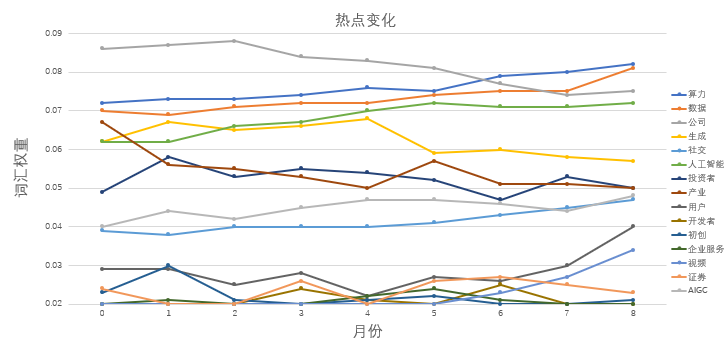 热点变化
0.09
0.08
0.07
0.06
0.05
0.04
0.03
0.02
词汇权重
0 1 2 3 4 5 6 7 8
月份
算力
数据
公司
生成
社交
人工智能
投资者
产业
用户
开发者
初创
企业服务
视频
证券
AIGC